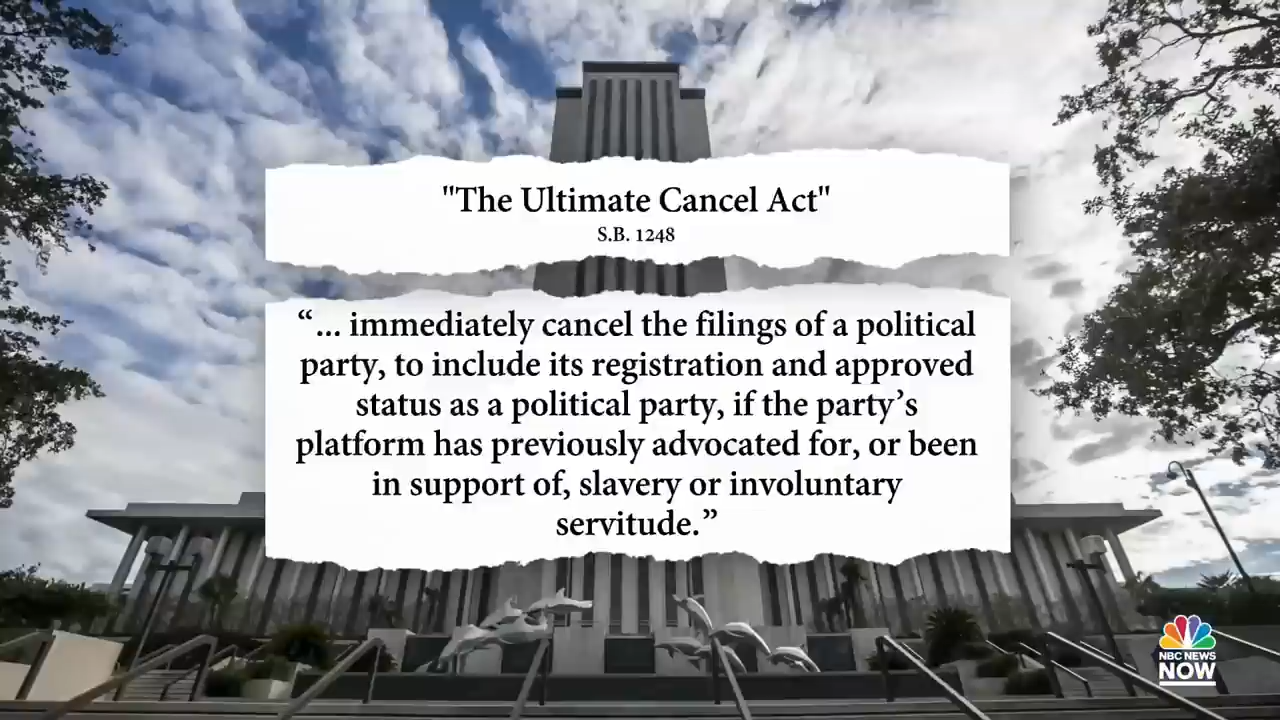 "The Ultimate Cancel Act"
S.B. 1248
“... immediately cancel the filings of a political
party, to include its registration and approved
status as a political party, if the party’s
platform has previously advocated for, or been
in support of, slavery or involuntary
servitude.”
NBC NEWS
NOW